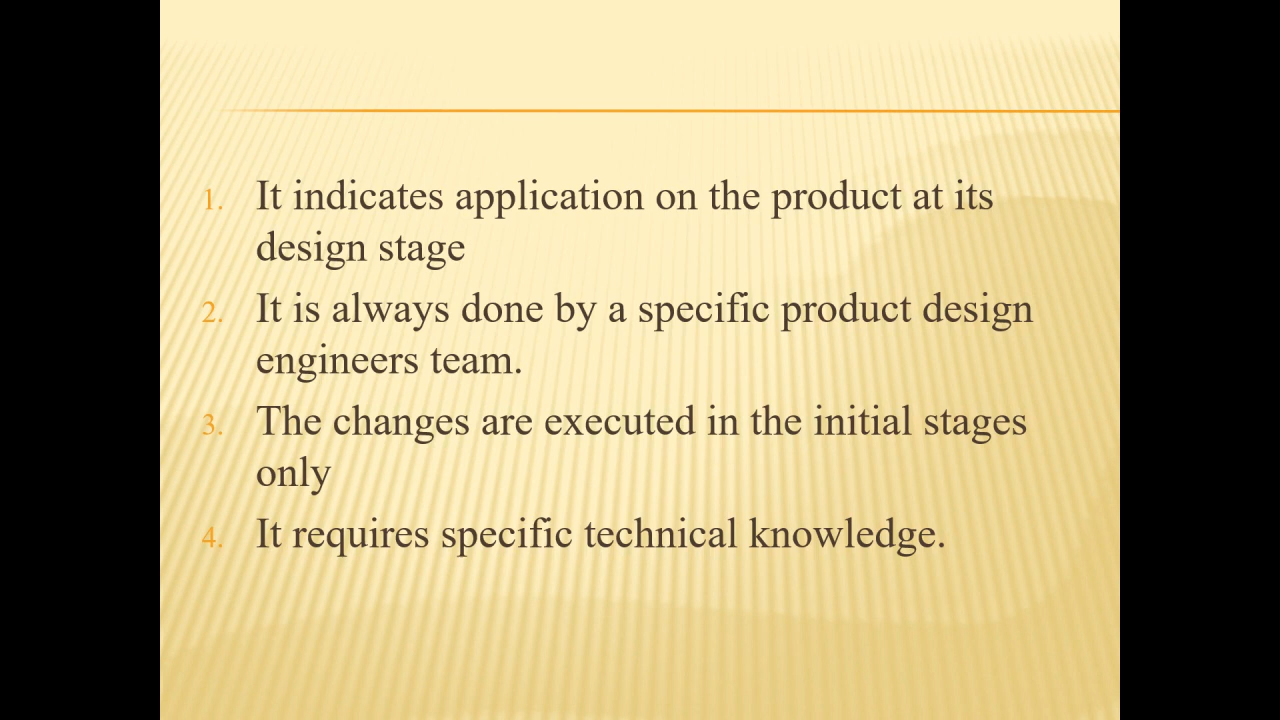 1. It indicates application on the product at its
design stage
2. It is always done by a specific product design
engineers team.
3. The changes are executed in the initial stages
only
4. It requires specific technical knowledge.